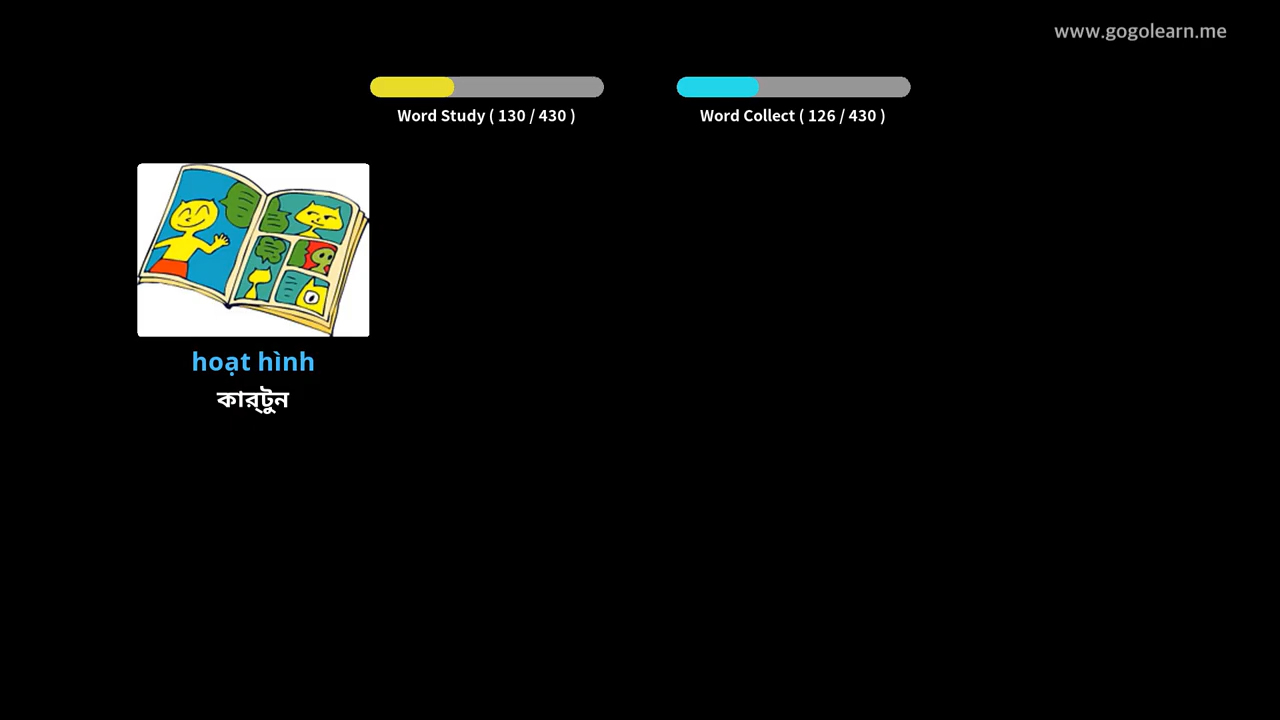 www.gogolearn.me
Word Study ( 130 / 430 )
Word Collect ( 126 / 430 )
hoạt hình
কার্টুন